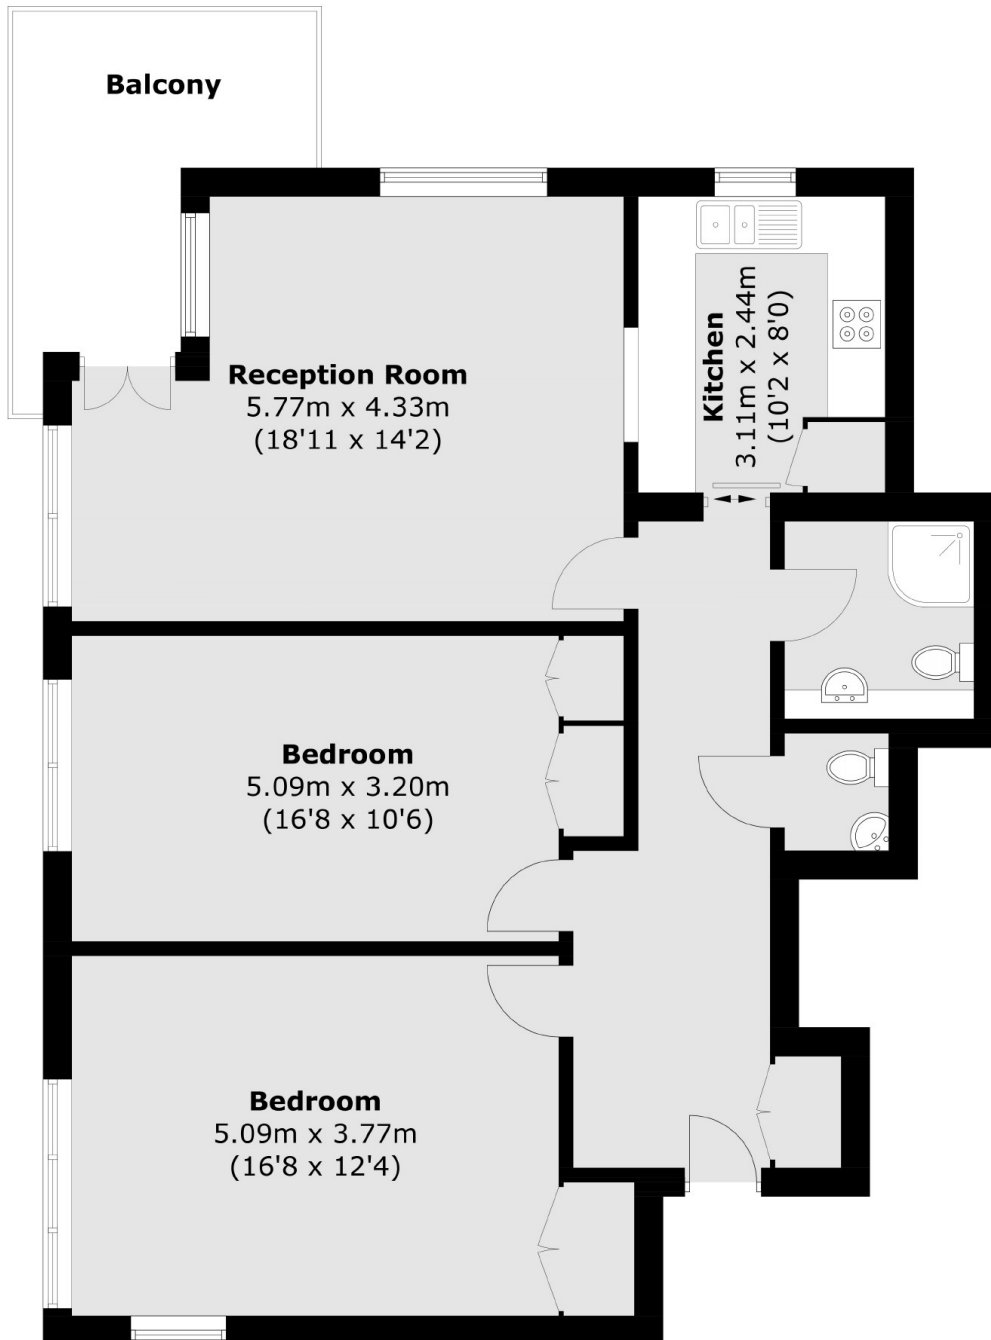 Balcony
Reception Room
5.77m x 4.33m
(18'11 x 14'2)
Kitchen
3.11m x 2.44m
(10'2 x 8'0)
Bedroom
5.09m x 3.20m
(16'8 x 10'6)
Bedroom
5.09m x 3.77m
(16'8 x 12'4)